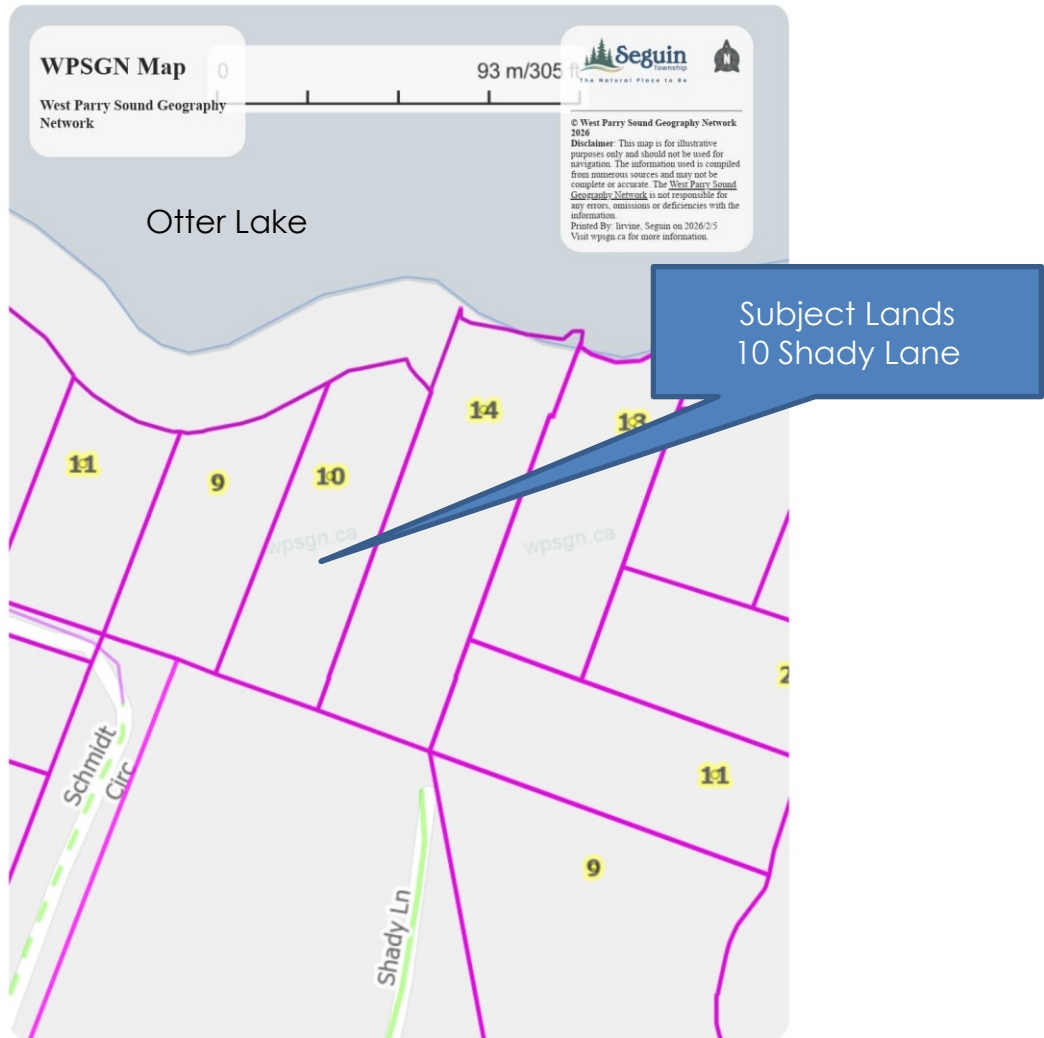 WPSGN Map
West Parry Sound Geography
Network
0
93 m/305 ft
Seguin
Township
The Natural Place to Be
N
© West Parry Sound Geography Network
2026
Disclaimer: This map is for illustrative
purposes only and should not be used for
navigation. The information used is compiled
from numerous sources and may not be
complete or accurate. The West Parry Sound
Geography Network is not responsible for
any errors, omissions or deficiencies with the
information.
Printed By: lirvine, Seguin on 2026/2/5
Visit wpsgn.ca for more information.
Otter Lake
Subject Lands
10 Shady Lane
14
13
11
9
10
wpsgn.ca
wpsgn.ca
2
Schmidt
Circ
11
9
Shady Ln